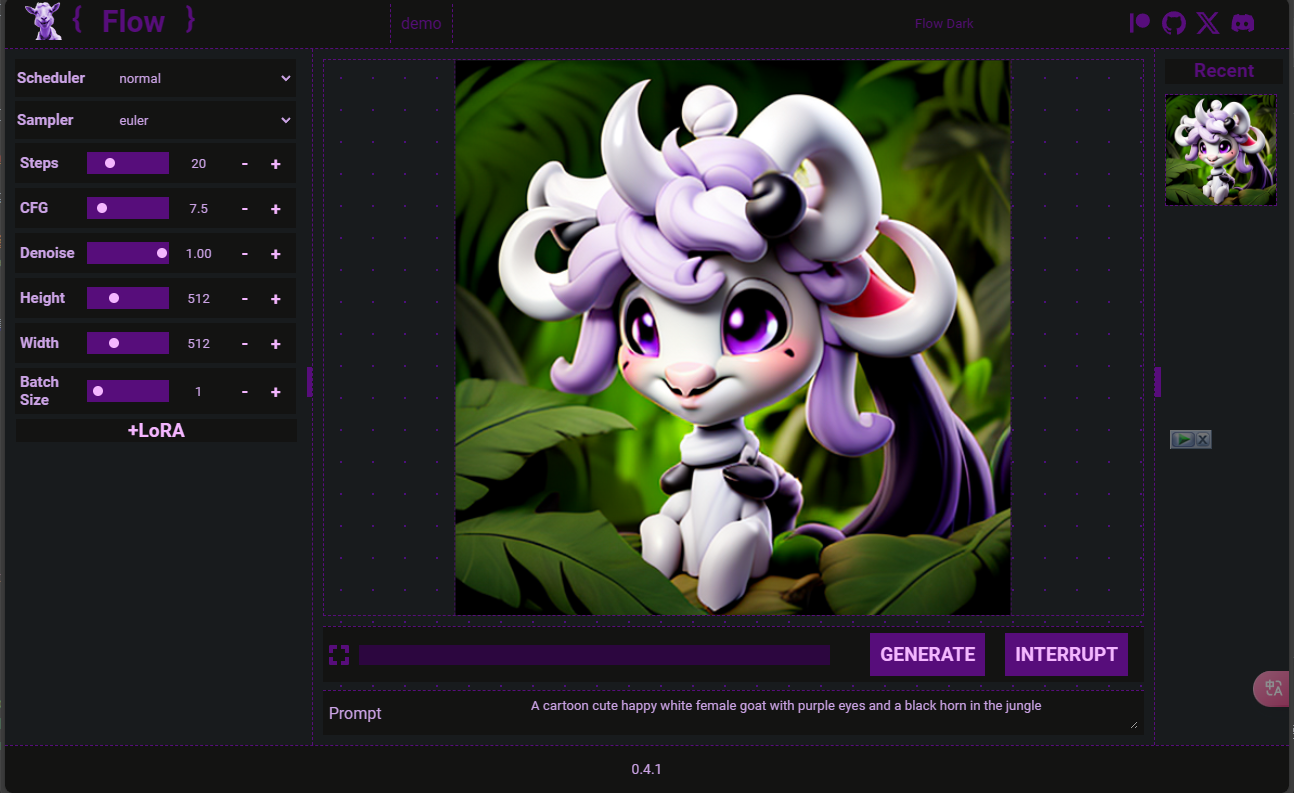 { Flow }
demo
Flow Dark
Scheduler normal
Sampler euler
Steps 20 - +
CFG 7.5 - +
Denoise 1.00 - +
Height 512 - +
Width 512 - +
Batch
Size 1 - +
+LoRA
Recent
GENERATE
INTERRUPT
Prompt
A cartoon cute happy white female goat with purple eyes and a black horn in the jungle
0.4.1
中A